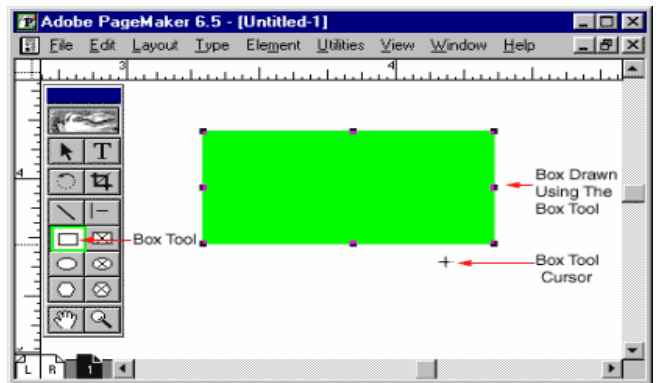 Adobe PageMaker 6.5 - [Untitled-1]
File Edit Layout Type Element Utilities View Window Help
3 4
T
4
Box Drawn
Using The
Box Tool
Box Tool
Box Tool
Cursor
L R 1